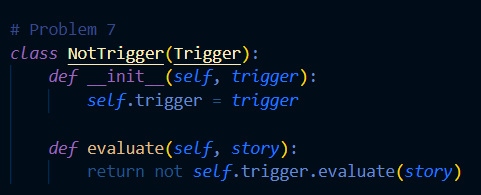 # Problem 7
class NotTrigger(Trigger):
    def __init__(self, trigger):
        self.trigger = trigger

    def evaluate(self, story):
        return not self.trigger.evaluate(story)